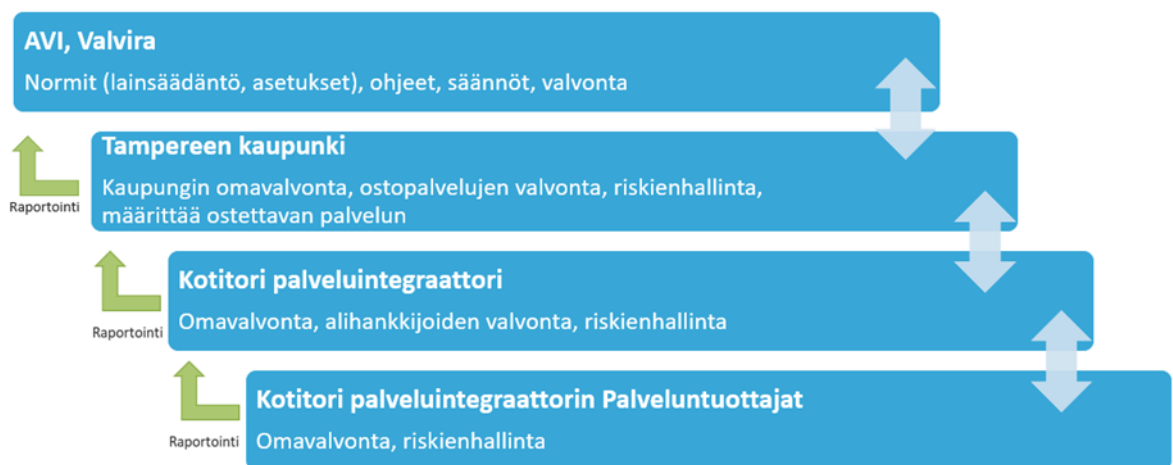 AVI, Valvira
Normit (lainsäädäntö, asetukset), ohjeet, säännöt, valvonta
Raportointi
Tampereen kaupunki
Kaupungin omavalvonta, ostopalvelujen valvonta, riskienhallinta,
määrittää ostettavan palvelun
Raportointi
Kotitori palveluintegraattori
Omavalvonta, alihankkijoiden valvonta, riskienhallinta
Raportointi
Kotitori palveluintegraattorin Palveluntuottajat
Omavalvonta, riskienhallinta